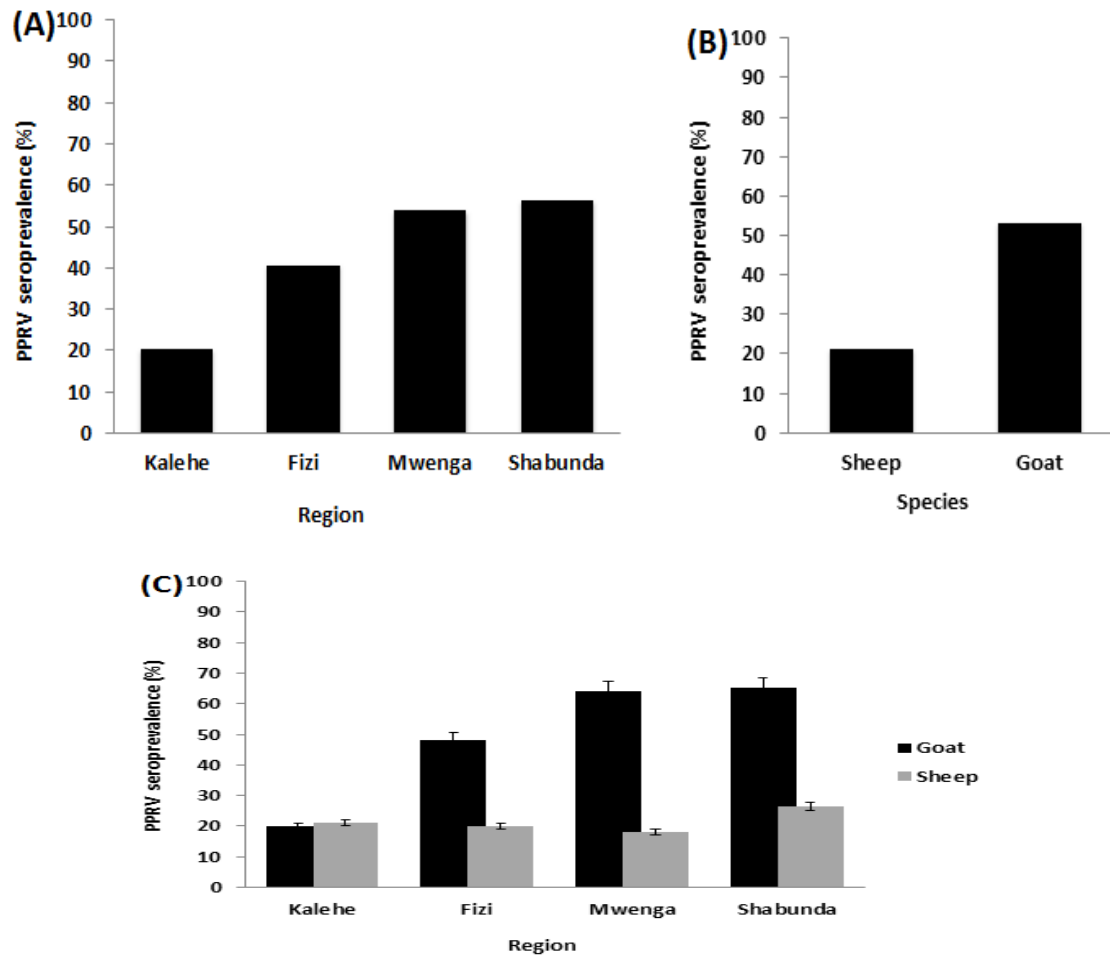 (A)
PPRV seroprevalence (%)
100
90
80
70
60
50
40
30
20
10
0
Kalehe Fizi Mwenga Shabunda
Region
(B)
PPRV seroprevalence (%)
100
90
80
70
60
50
40
30
20
10
0
Sheep Goat
Species
(C)
PPRV seroprevalence (%)
100
90
80
70
60
50
40
30
20
10
0
Kalehe Fizi Mwenga Shabunda
Region
Goat
Sheep